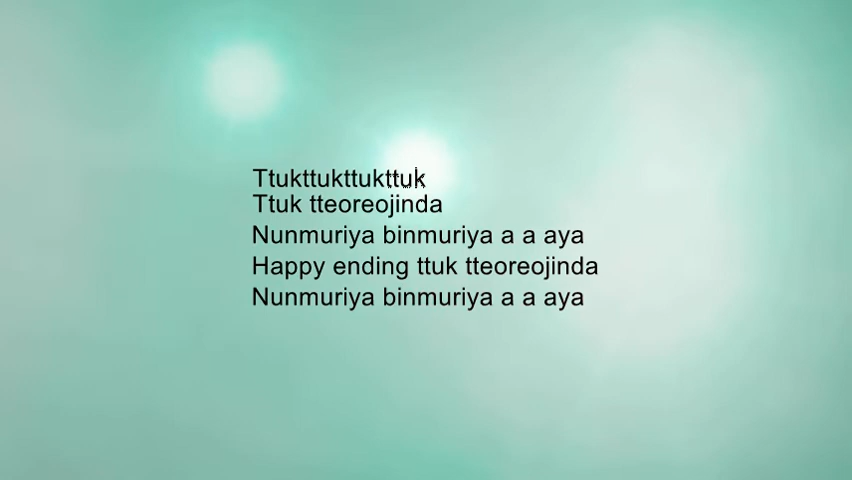 Ttukttukttukttuk
Ttuk tteoreojinda
Nunmuriya binmuriya a a aya
Happy ending ttuk tteoreojinda
Nunmuriya binmuriya a a aya